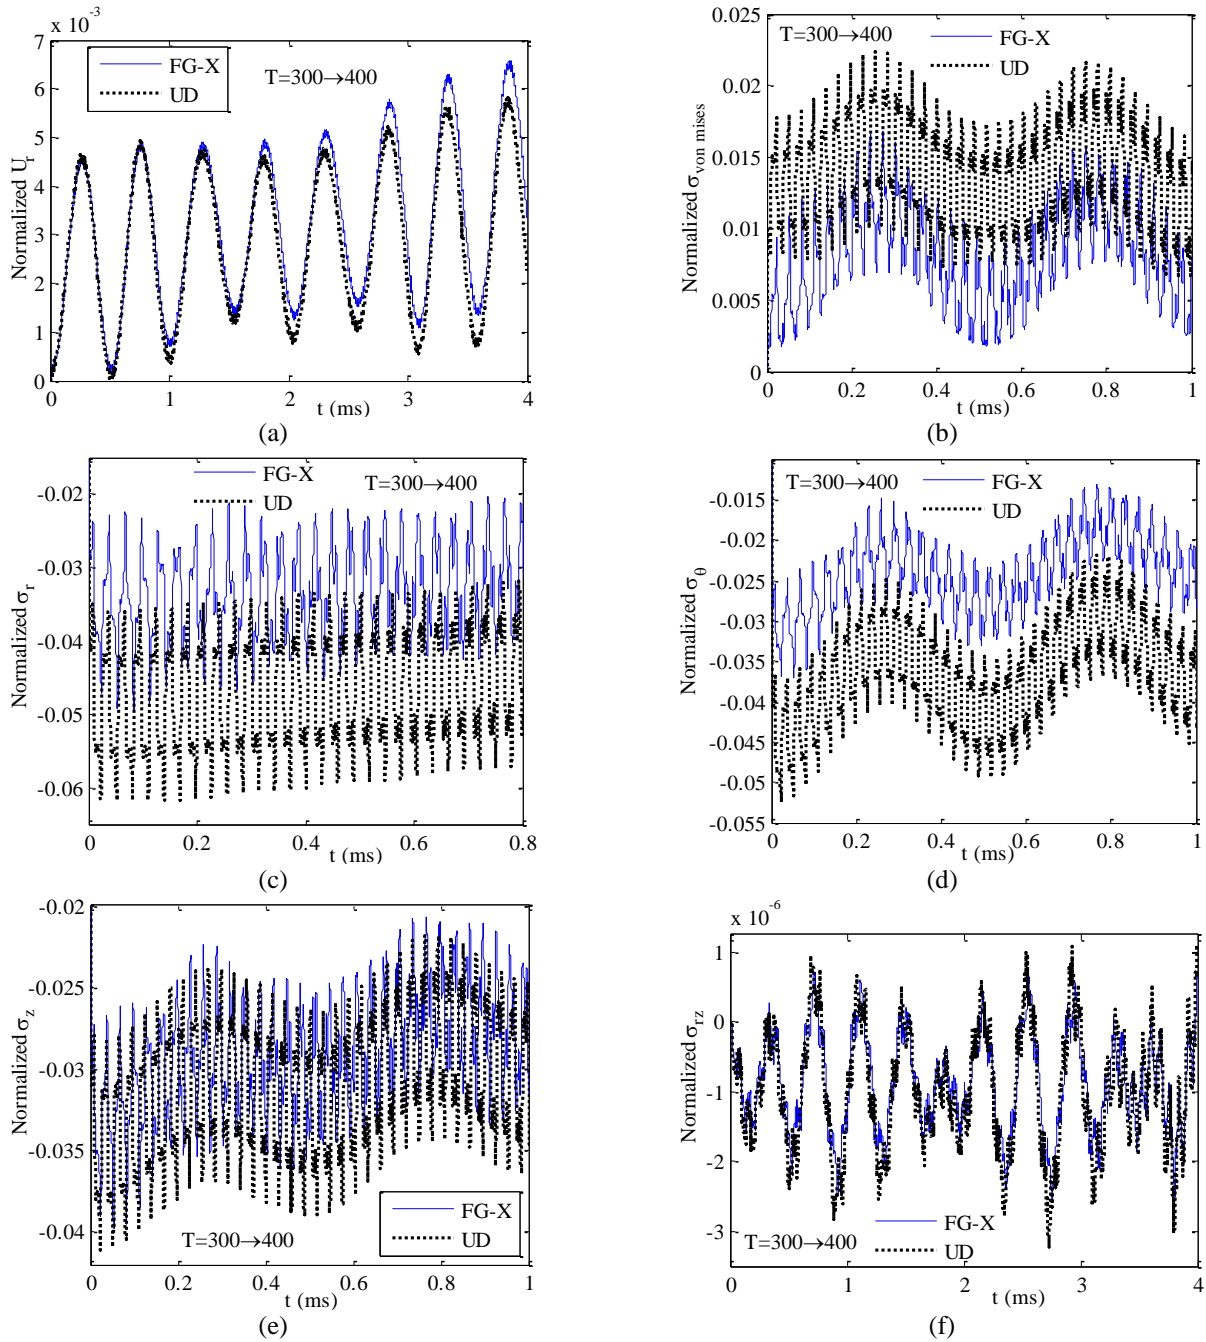 x 10⁻³
7
6
5
4
3
2
1
0
Normalized U_r
FG-X
UD
T=300→400
0 1 2 3 4
t (ms)
(a)
0.025
0.02
0.015
0.01
0.005
0
Normalized σ_von mises
T=300→400
FG-X
UD
0 0.2 0.4 0.6 0.8 1
t (ms)
(b)
-0.02
-0.03
-0.04
-0.05
-0.06
Normalized σ_r
FG-X
UD
T=300→400
0 0.2 0.4 0.6 0.8
t (ms)
(c)
-0.015
-0.02
-0.025
-0.03
-0.035
-0.04
-0.045
-0.05
-0.055
Normalized σ_θ
T=300→400
FG-X
UD
0 0.2 0.4 0.6 0.8 1
t (ms)
(d)
-0.02
-0.025
-0.03
-0.035
-0.04
Normalized σ_z
T=300→400
FG-X
UD
0 0.2 0.4 0.6 0.8 1
t (ms)
(e)
x 10⁻⁶
1
0
-1
-2
-3
Normalized σ_rz
FG-X
UD
T=300→400
0 1 2 3 4
t (ms)
(f)